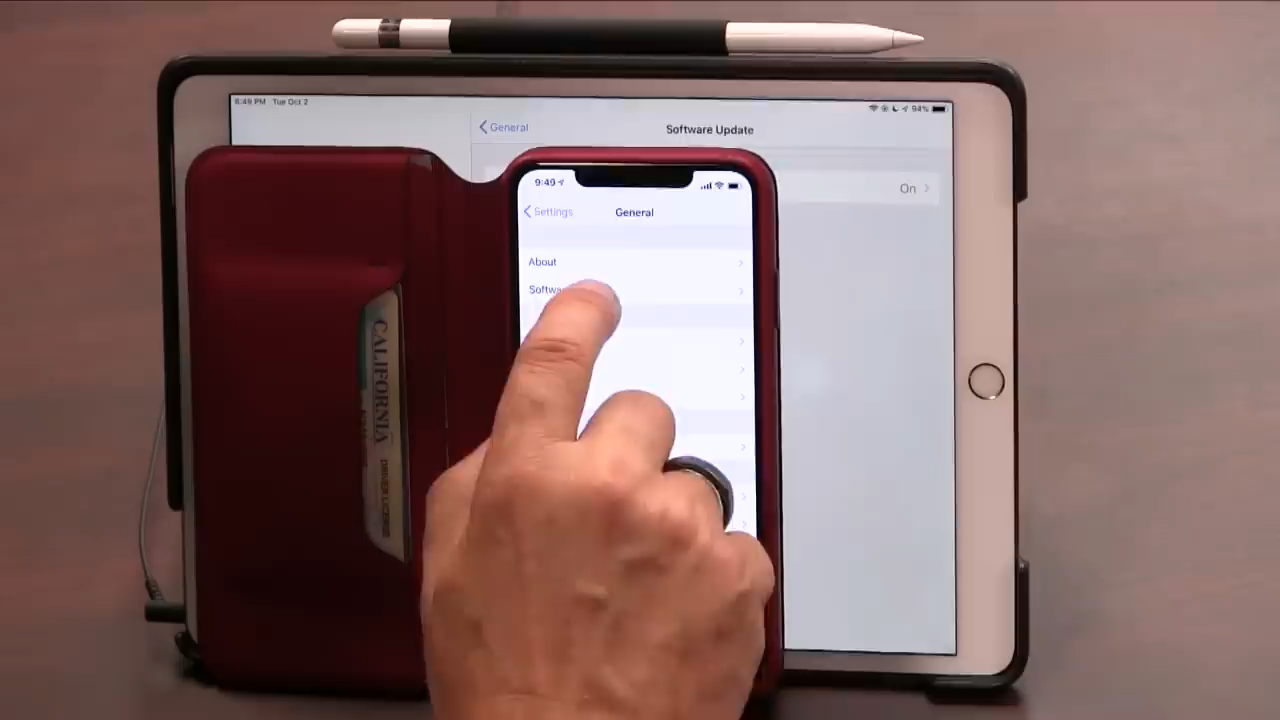 6:49 PM Tue Oct 2
94%
General
Software Update
On
9:49
Settings
General
About
Softwa
CALIFORNIA
DRIVER LICENSE